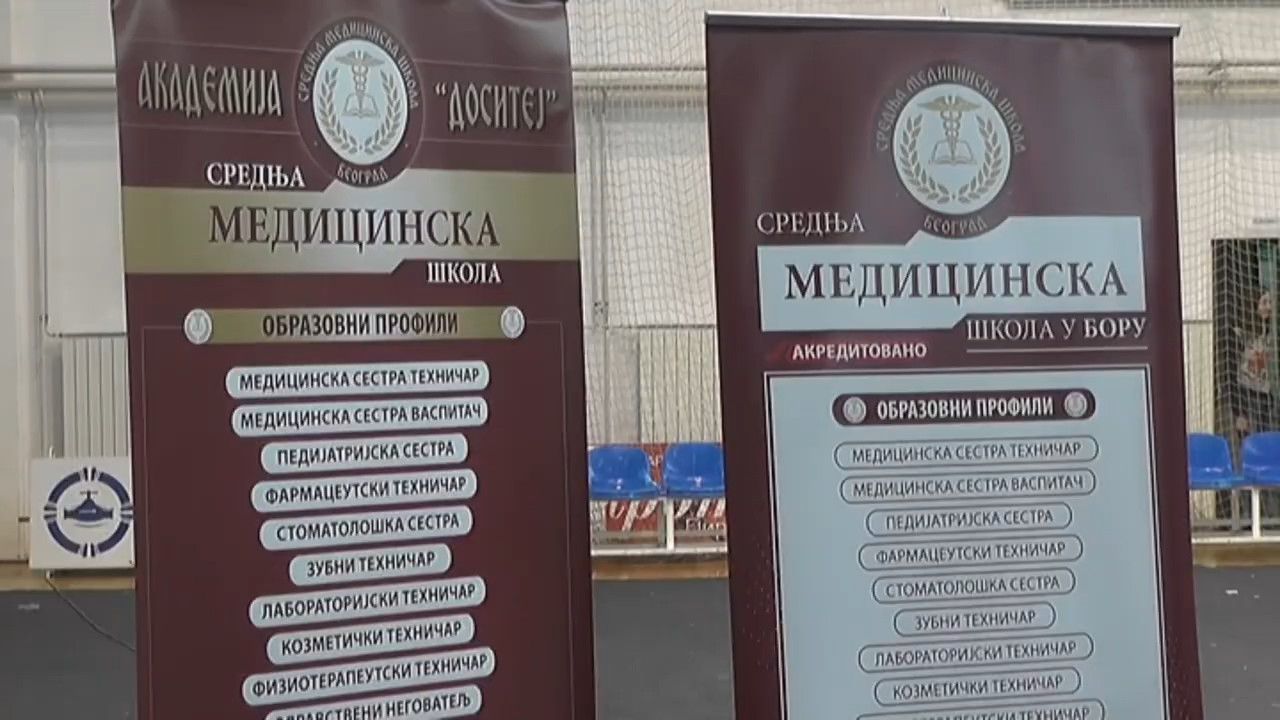 АКАДЕМИЈА "ДОСИТЕЈ"
СРЕДЊА МЕДИЦИНСКА ШКОЛА
БЕОГРАД
СРЕДЊА
МЕДИЦИНСКА
ШКОЛА
ОБРАЗОВНИ ПРОФИЛИ
МЕДИЦИНСКА СЕСТРА ТЕХНИЧАР
МЕДИЦИНСКА СЕСТРА ВАСПИТАЧ
ПЕДИЈАТРИЈСКА СЕСТРА
ФАРМАЦЕУТСКИ ТЕХНИЧАР
СТОМАТОЛОШКА СЕСТРА
ЗУБНИ ТЕХНИЧАР
ЛАБОРАТОРИЈСКИ ТЕХНИЧАР
КОЗМЕТИЧКИ ТЕХНИЧАР
ФИЗИОТЕРАПЕУТСКИ ТЕХНИЧАР
ЗДРАВСТВЕНИ НЕГОВАТЕЉ
СРЕДЊА МЕДИЦИНСКА ШКОЛА
БЕОГРАД
СРЕДЊА
МЕДИЦИНСКА
ШКОЛА У БОРУ
АКРЕДИТОВАНО
ОБРАЗОВНИ ПРОФИЛИ
МЕДИЦИНСКА СЕСТРА ТЕХНИЧАР
МЕДИЦИНСКА СЕСТРА ВАСПИТАЧ
ПЕДИЈАТРИЈСКА СЕСТРА
ФАРМАЦЕУТСКИ ТЕХНИЧАР
СТОМАТОЛОШКА СЕСТРА
ЗУБНИ ТЕХНИЧАР
ЛАБОРАТОРИЈСКИ ТЕХНИЧАР
КОЗМЕТИЧКИ ТЕХНИЧАР
ФИЗИОТЕРАПЕУТСКИ ТЕХНИЧАР